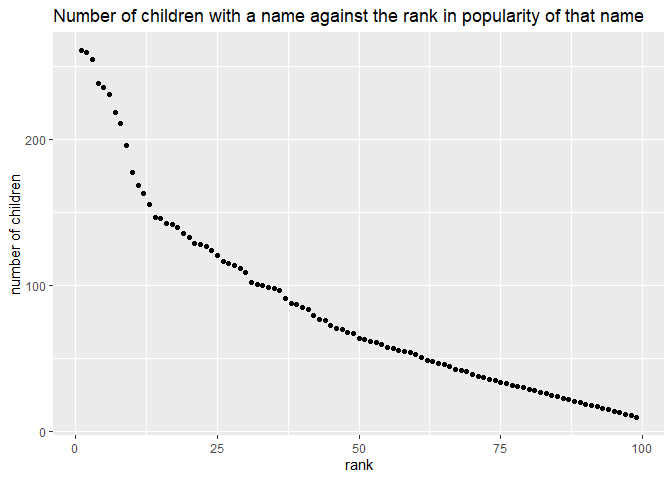 Number of children with a name against the rank in popularity of that name
number of children
200
100
0
0 25 50 75 100
rank